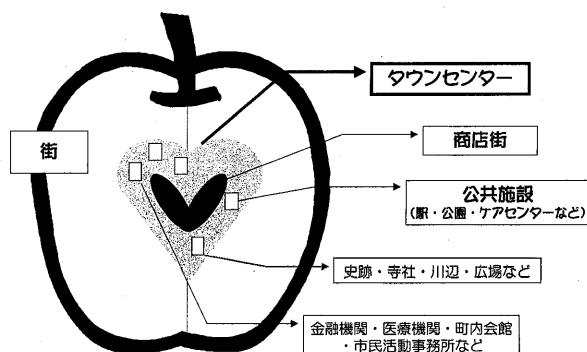 タウンセンター
街
商店街
公共施設
(駅・公園・ケアセンターなど)
史跡・寺社・川辺・広場など
金融機関・医療機関・町内会館
・市民活動事務所など